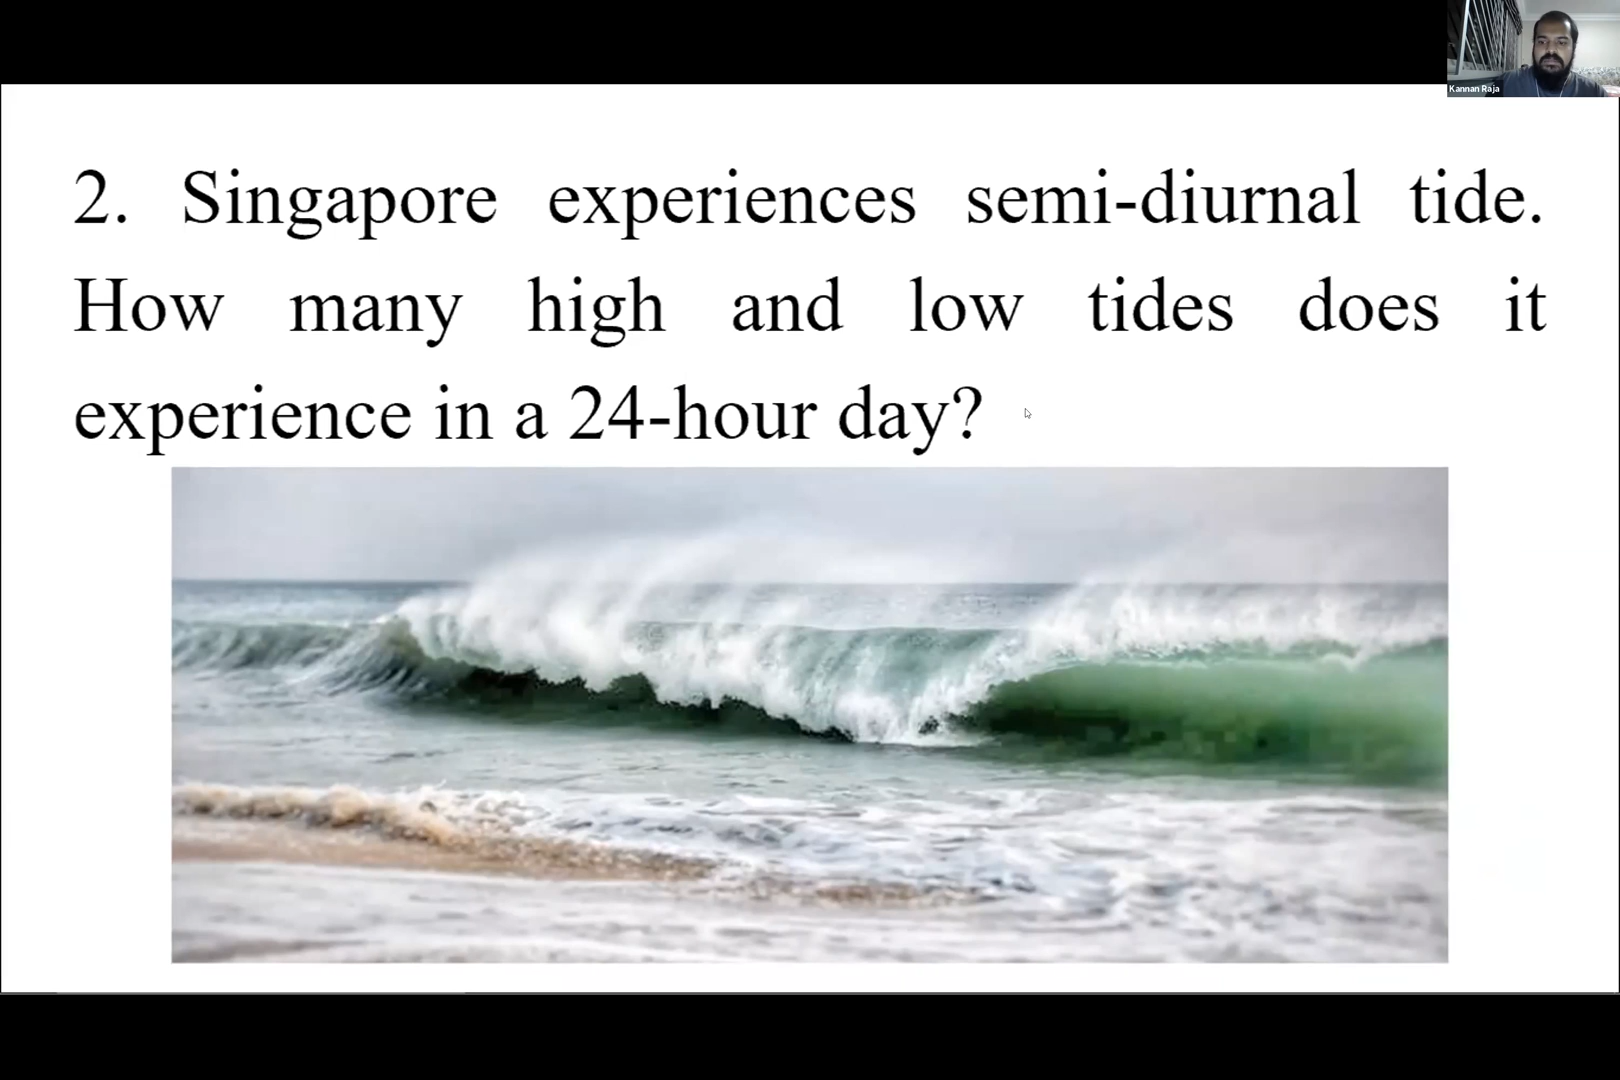 Kannan Raja
2. Singapore experiences semi-diurnal tide.
How many high and low tides does it
experience in a 24-hour day?